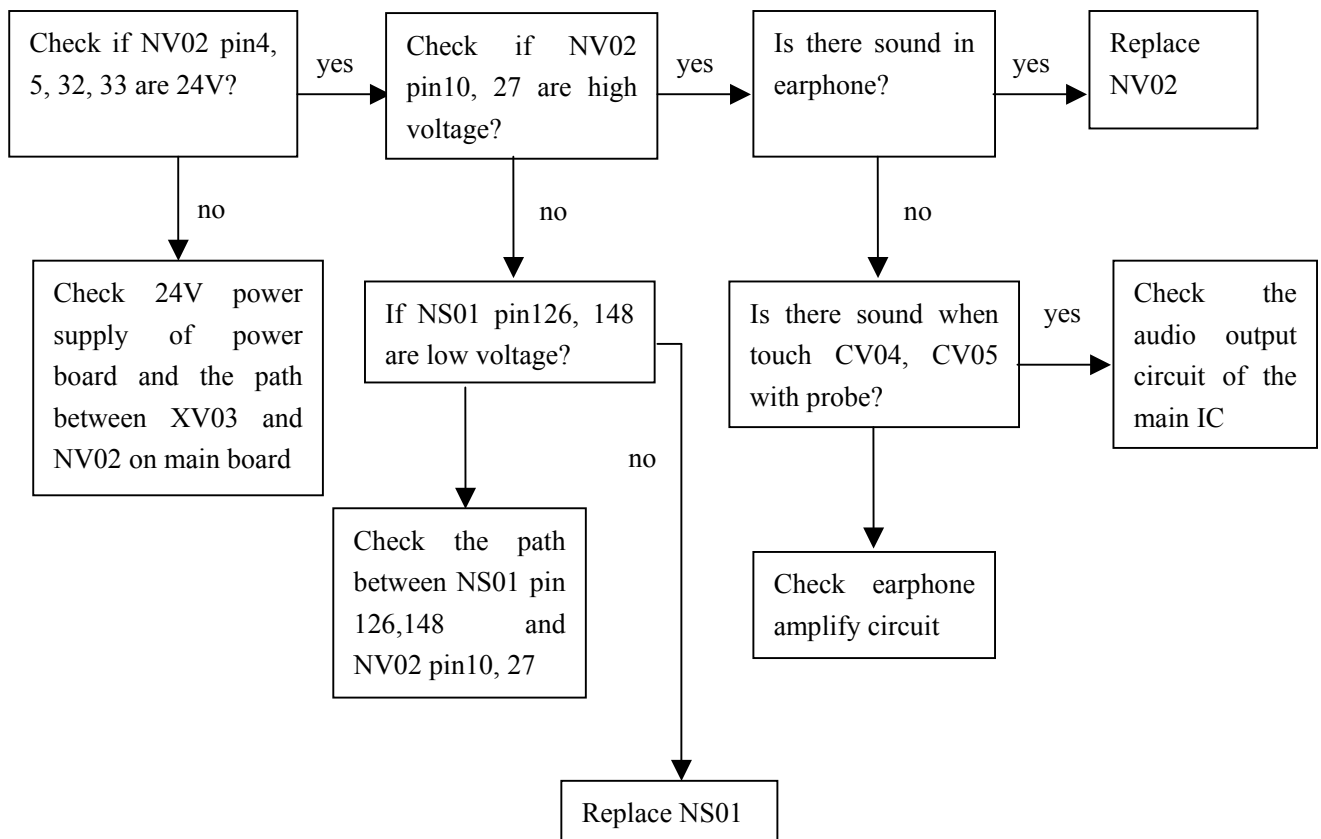 Check if NV02 pin4,
5, 32, 33 are 24V?
yes
Check if NV02
pin10, 27 are high
voltage?
yes
Is there sound in
earphone?
yes
Replace
NV02
no
no
no
Check 24V power
supply of power
board and the path
between XV03 and
NV02 on main board
If NS01 pin126, 148
are low voltage?
Is there sound when
touch CV04, CV05
with probe?
yes
Check the
audio output
circuit of the
main IC
no
Check the path
between NS01 pin
126,148 and
NV02 pin10, 27
Check earphone
amplify circuit
Replace NS01